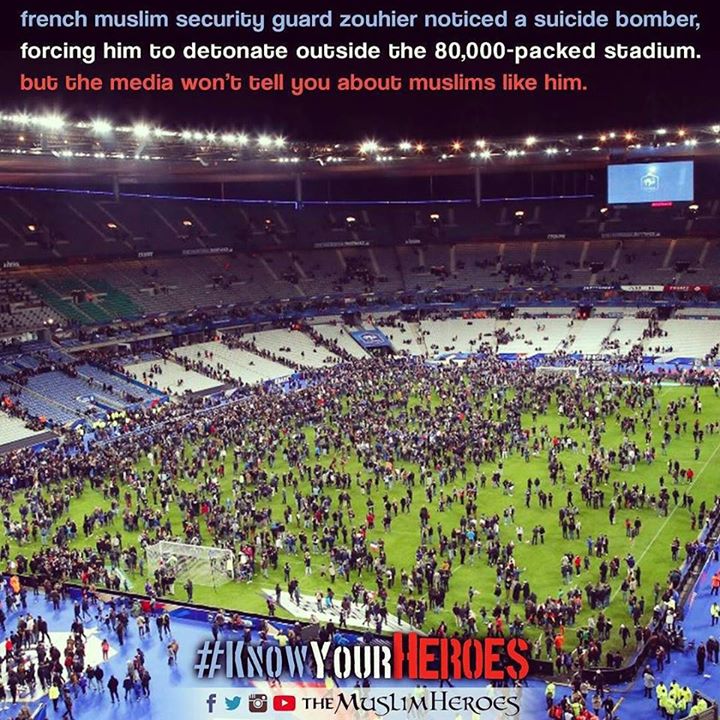 french muslim security guard zouhier noticed a suicide bomber,
forcing him to detonate outside the 80,000-packed stadium.
but the media won't tell you about muslims like him.
#KNOWYOURHEROES
THEMUSLIMHEROES